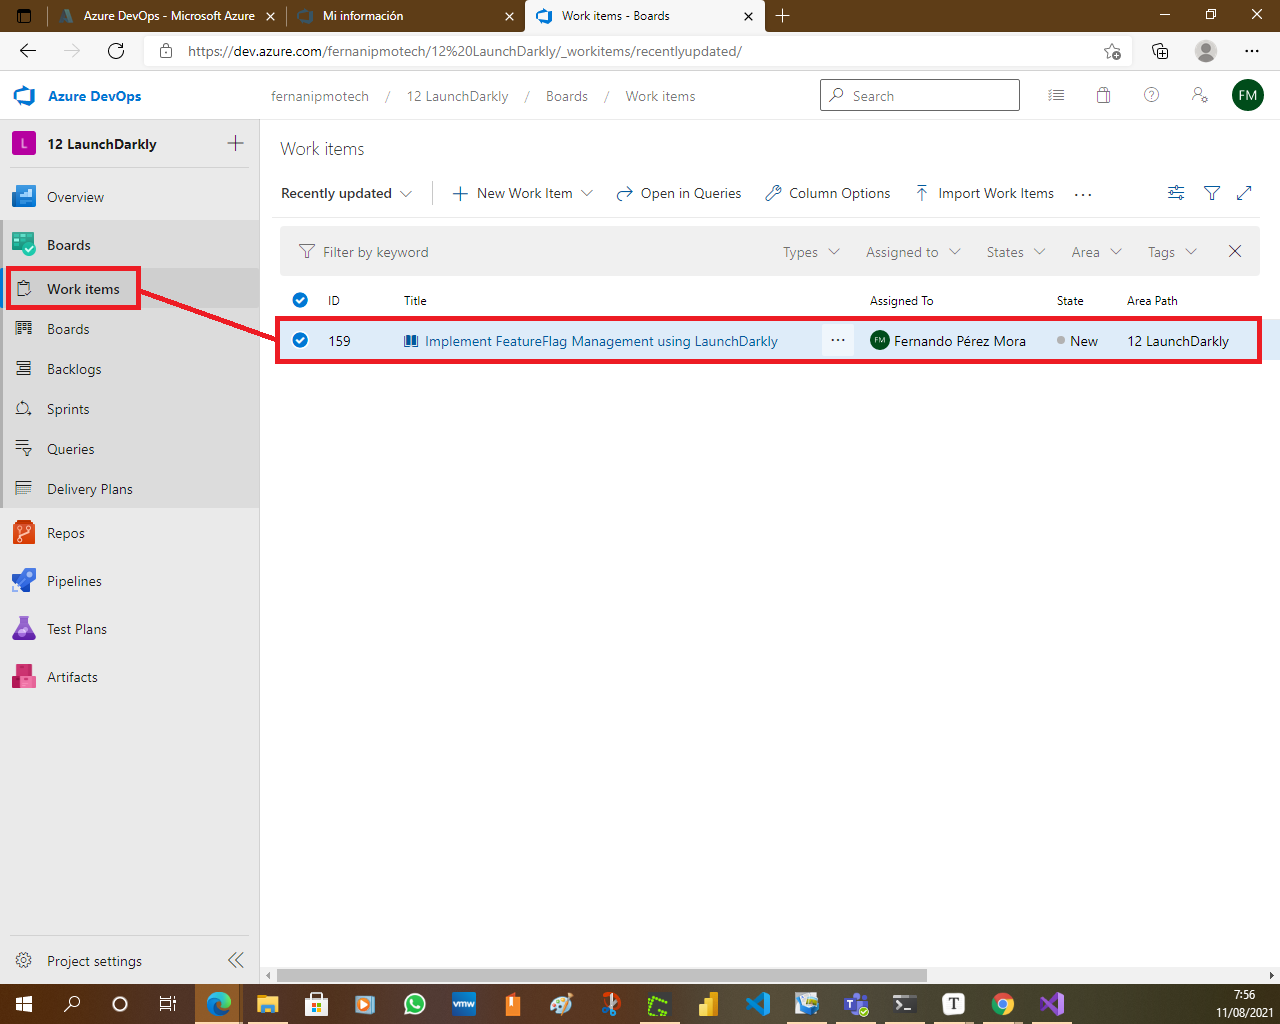 Azure DevOps - Microsoft Azure
Mi información
Work items - Boards
https://dev.azure.com/fernanipmotech/12%20LaunchDarkly/_workitems/recentlyupdated/
Azure DevOps
fernanipmotech / 12 LaunchDarkly / Boards / Work items
Search
FM
L
12 LaunchDarkly
Overview
Boards
Work items
Boards
Backlogs
Sprints
Queries
Delivery Plans
Repos
Pipelines
Test Plans
Artifacts
Project settings
Work items
Recently updated
New Work Item
Open in Queries
Column Options
Import Work Items
Filter by keyword
Types
Assigned to
States
Area
Tags
ID Title Assigned To State Area Path
159 Implement FeatureFlag Management using LaunchDarkly ... FM Fernando Pérez Mora New 12 LaunchDarkly
vmw
T
7:56
11/08/2021